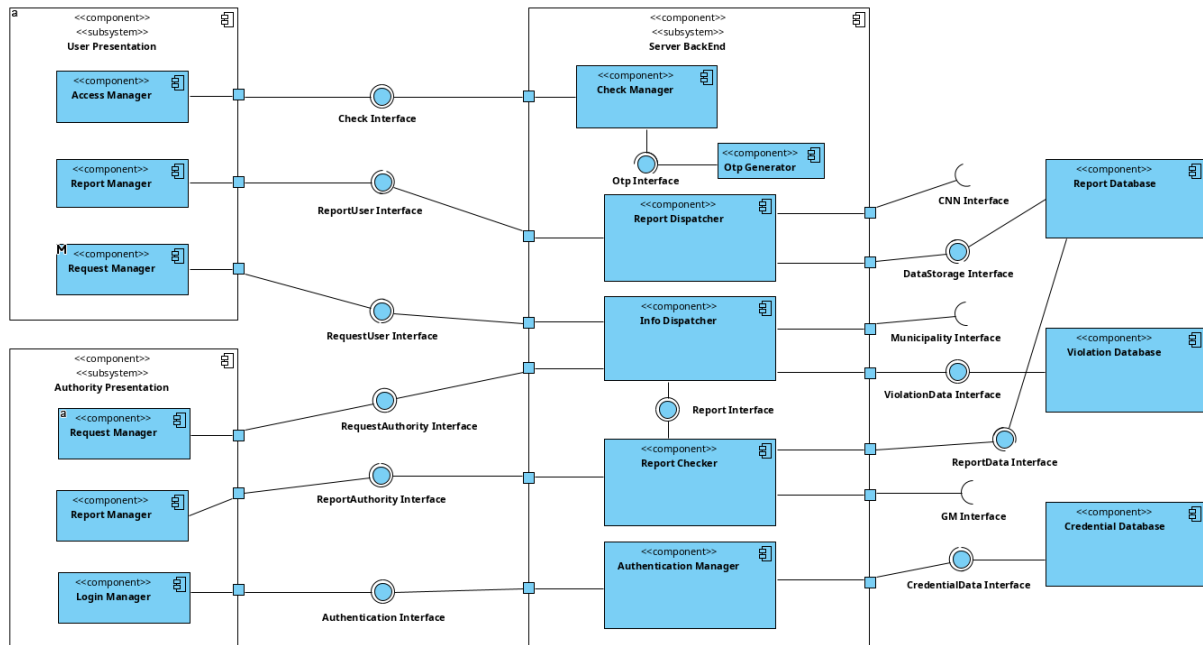 a
<<component>>
<<subsystem>>
User Presentation
<<component>>
Access Manager
<<component>>
Report Manager
M
<<component>>
Request Manager
<<component>>
<<subsystem>>
Authority Presentation
a
<<component>>
Request Manager
<<component>>
Report Manager
<<component>>
Login Manager
Check Interface
ReportUser Interface
RequestUser Interface
RequestAuthority Interface
ReportAuthority Interface
Authentication Interface
<<component>>
<<subsystem>>
Server BackEnd
<<component>>
Check Manager
<<component>>
Otp Generator
Otp Interface
<<component>>
Report Dispatcher
<<component>>
Info Dispatcher
Report Interface
<<component>>
Report Checker
<<component>>
Authentication Manager
CNN Interface
DataStorage Interface
Municipality Interface
ViolationData Interface
ReportData Interface
GM Interface
CredentialData Interface
<<component>>
Report Database
<<component>>
Violation Database
<<component>>
Credential Database